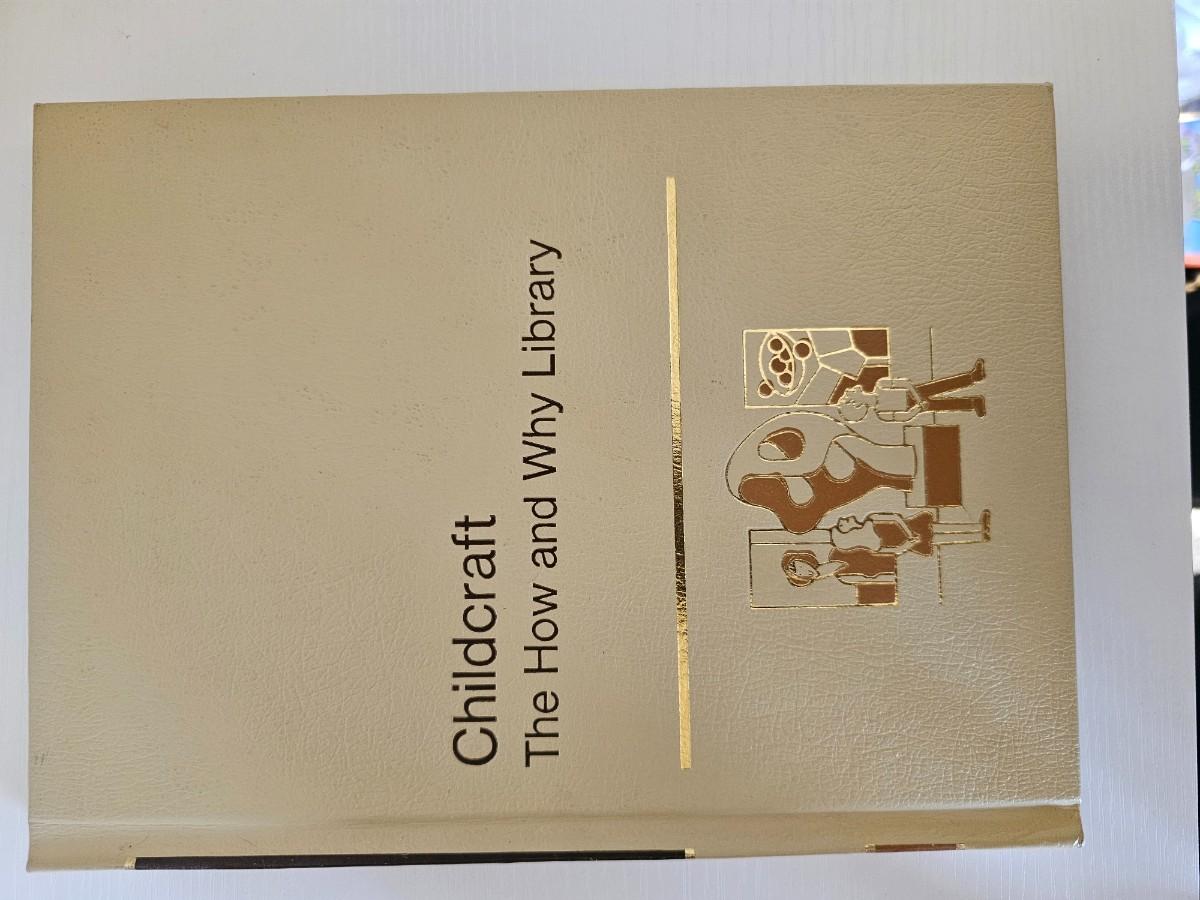 Childcraft
The How and Why Library